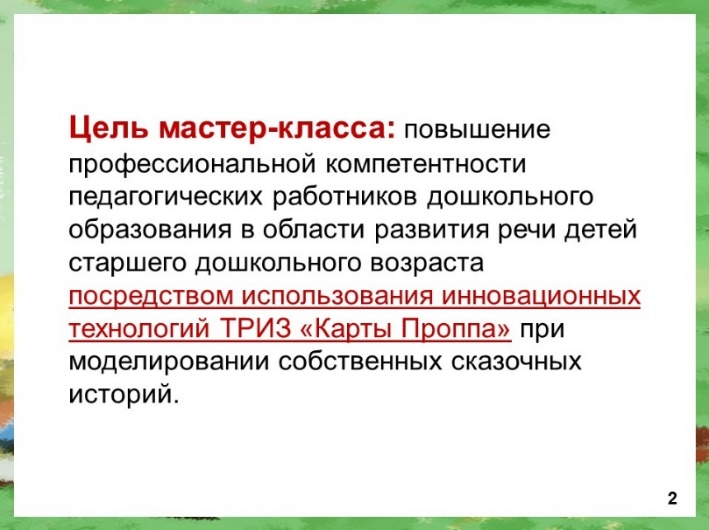 Цель мастер-класса: повышение
профессиональной компетентности
педагогических работников дошкольного
образования в области развития речи детей
старшего дошкольного возраста
посредством использования инновационных
технологий ТРИЗ «Карты Проппа» при
моделировании собственных сказочных
историй.
2